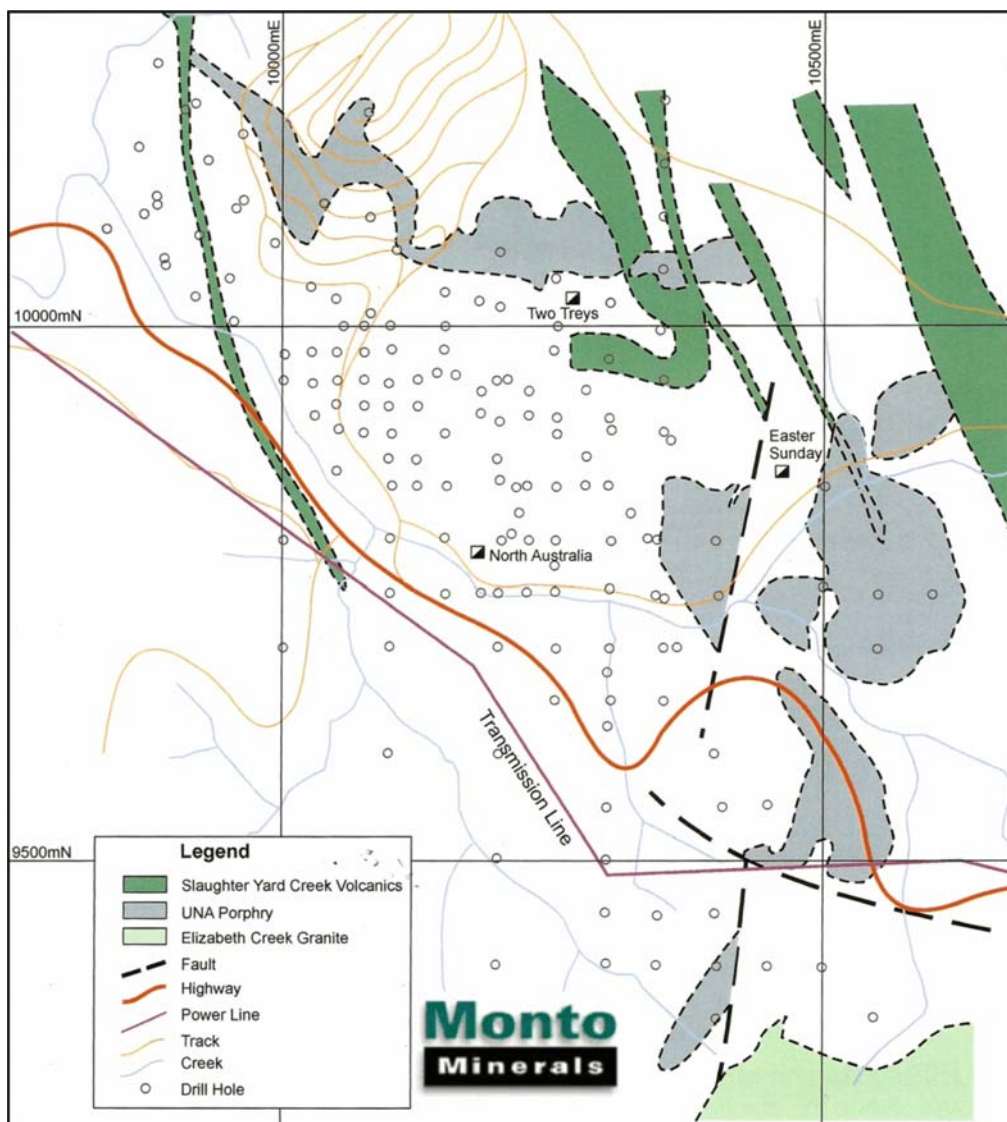 10000mE
10500mE
10000mN
Two Treys
Easter
Sunday
North Australia
Transmission Line
9500mN
Legend
Slaughter Yard Creek Volcanics
UNA Porphry
Elizabeth Creek Granite
Fault
Highway
Power Line
Track
Creek
Drill Hole
Monto
Minerals